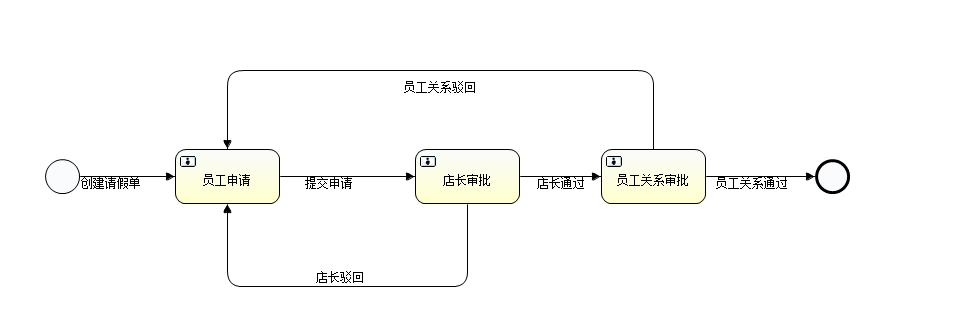 员工关系驳回
创建请假单
员工申请
提交申请
店长审批
店长通过
员工关系审批
员工关系通过
店长驳回